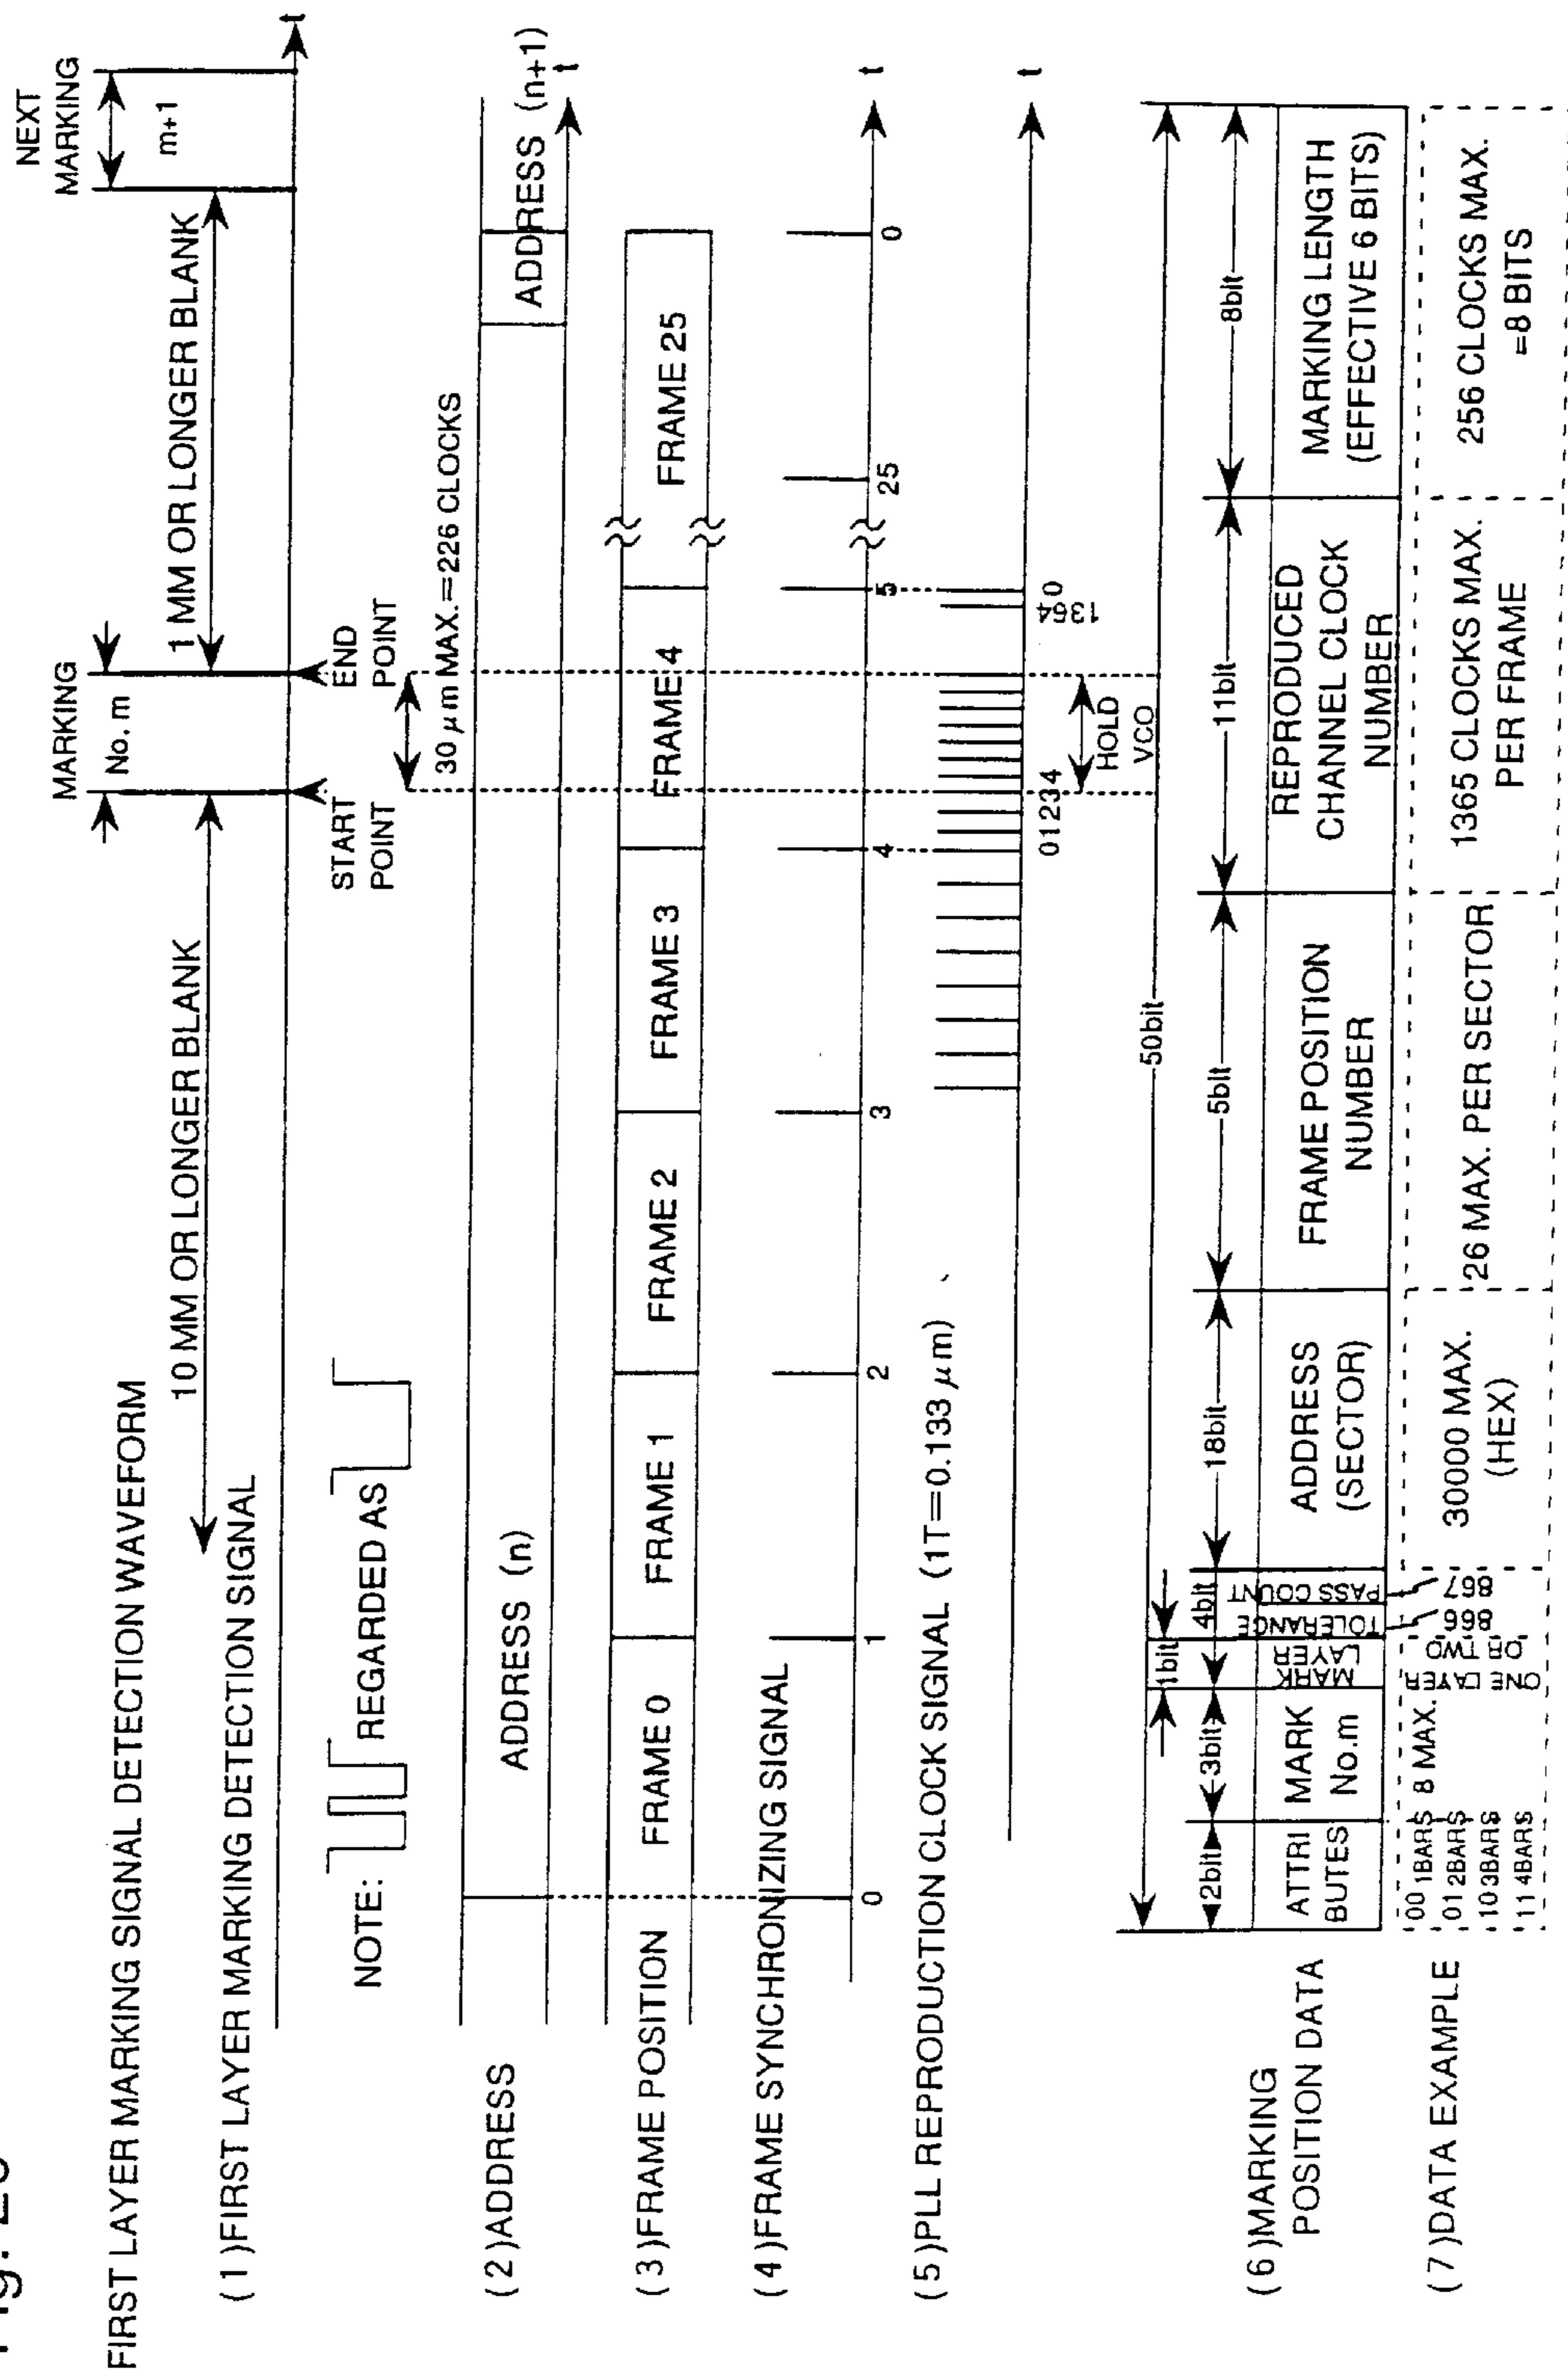 FIRST LAYER MARKING SIGNAL DETECTION WAVEFORM
(1)FIRST LAYER MARKING DETECTION SIGNAL
10 MM OR LONGER BLANK
MARKING
No. m
1 MM OR LONGER BLANK
NEXT
MARKING
m+1
t
START
POINT
END
POINT
NOTE:
REGARDED AS
30 μm MAX.=226 CLOCKS
(2)ADDRESS
ADDRESS (n)
ADDRESS (n+1)
t
(3)FRAME POSITION
FRAME 0
FRAME 1
FRAME 2
FRAME 3
FRAME 4
FRAME 25
(4)FRAME SYNCHRONIZING SIGNAL
0
1
2
3
4
5
25
0
t
(5)PLL REPRODUCTION CLOCK SIGNAL (1T=0.133 μm)
01234
1364
0
t
HOLD
VCO
50bit
2bit
3bit
1bit
4bit
18bit
5bit
11bit
8bit
(6)MARKING
POSITION DATA
ATTRI
BUTES
MARK
No.m
MARK
LAYER
TOLERANCE
PASS COUNT
ADDRESS
(SECTOR)
FRAME POSITION
NUMBER
REPRODUCED
CHANNEL CLOCK
NUMBER
MARKING LENGTH
(EFFECTIVE 6 BITS)
(7)DATA EXAMPLE
00 1BARS
01 2BARS
10 3BARS
11 4BARS
8 MAX.
ONE LAYER
OR TWO
866
867
30000 MAX.
(HEX)
26 MAX. PER SECTOR
1365 CLOCKS MAX.
PER FRAME
256 CLOCKS MAX.
=8 BITS